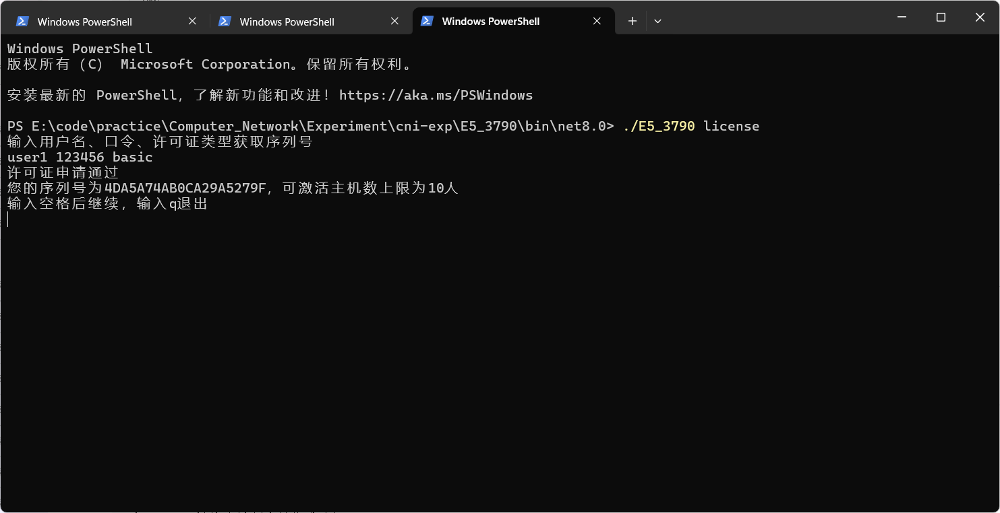 Windows PowerShell
Windows PowerShell
Windows PowerShell
Windows PowerShell
版权所有（C） Microsoft Corporation。保留所有权利。
安装最新的 PowerShell，了解新功能和改进！https://aka.ms/PSWindows
PS E:\code\practice\Computer_Network\Experiment\cni-exp\E5_3790\bin\net8.0> ./E5_3790 license
输入用户名、口令、许可证类型获取序列号
user1 123456 basic
许可证申请通过
您的序列号为4DA5A74AB0CA29A5279F，可激活主机数上限为10人
输入空格后继续，输入q退出